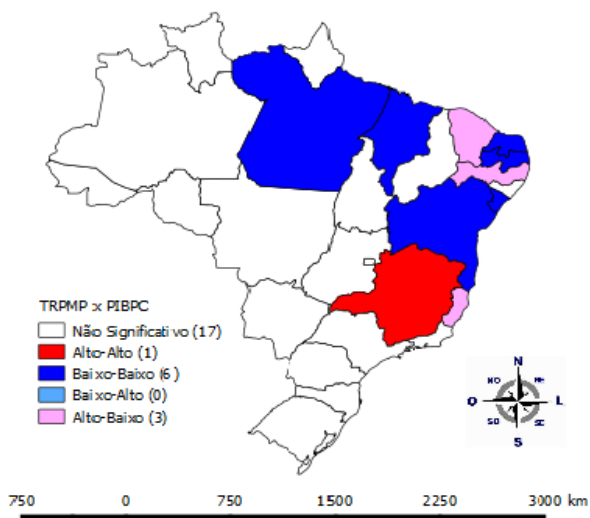 TRPMP x PIBPC
Não Significativo (17)
Alto-Alto (1)
Baixo-Baixo (6)
Baixo-Alto (0)
Alto-Baixo (3)
N
NO NE
O L
SO SE
S
750 0 750 1500 2250 3000 km